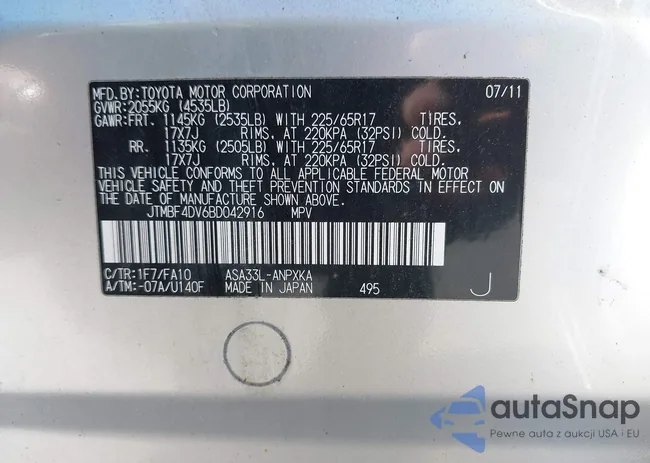 MFD.BY:TOYOTA MOTOR CORPORATION 07/11
GVWR:2055KG (4535LB)
GAWR:FRT. 1145KG (2535LB) WITH 225/65R17 TIRES.
17X7J RIMS. AT 220KPA (32PSI) COLD.
RR. 1135KG (2505LB) WITH 225/65R17 TIRES.
17X7J RIMS. AT 220KPA (32PSI) COLD.
THIS VEHICLE CONFORMS TO ALL APPLICABLE FEDERAL MOTOR
VEHICLE SAFETY AND THEFT PREVENTION STANDARDS IN EFFECT ON
THE DATE OF MANUFACTURE SHOWN ABOVE.
JTMBF4DV6BD042916 MPV
C/TR:1F7/FA10 ASA33L-ANPXKA
A/TM:-07A/U140F MADE IN JAPAN 495 J
autoSnap
Pewne auta z aukcji USA i EU